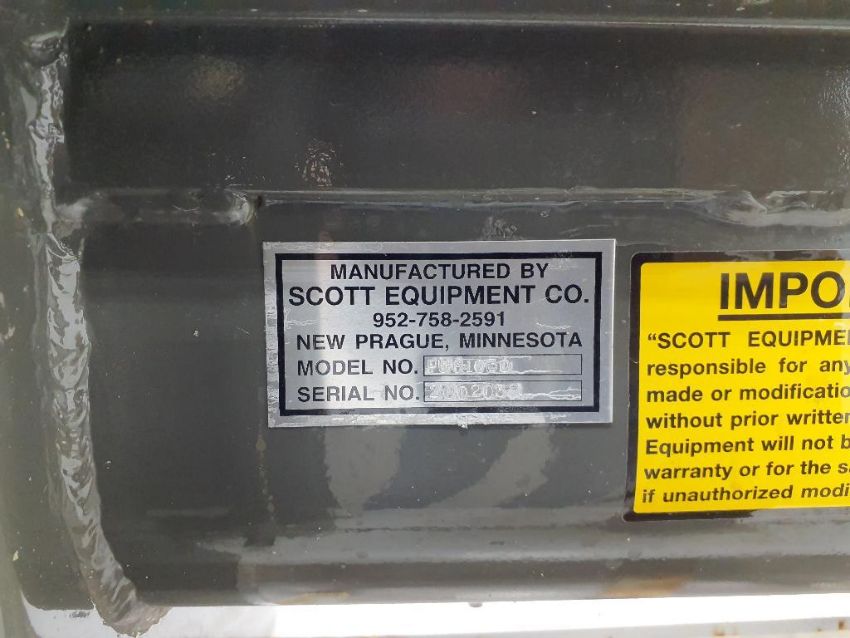 MANUFACTURED BY
SCOTT EQUIPMENT CO.
952-758-2591
NEW PRAGUE, MINNESOTA
MODEL NO.
SERIAL NO.
IMPO
“SCOTT EQUIPME
responsible for any
made or modificatio
without prior written
Equipment will not b
warranty or for the s
if unauthorized modi